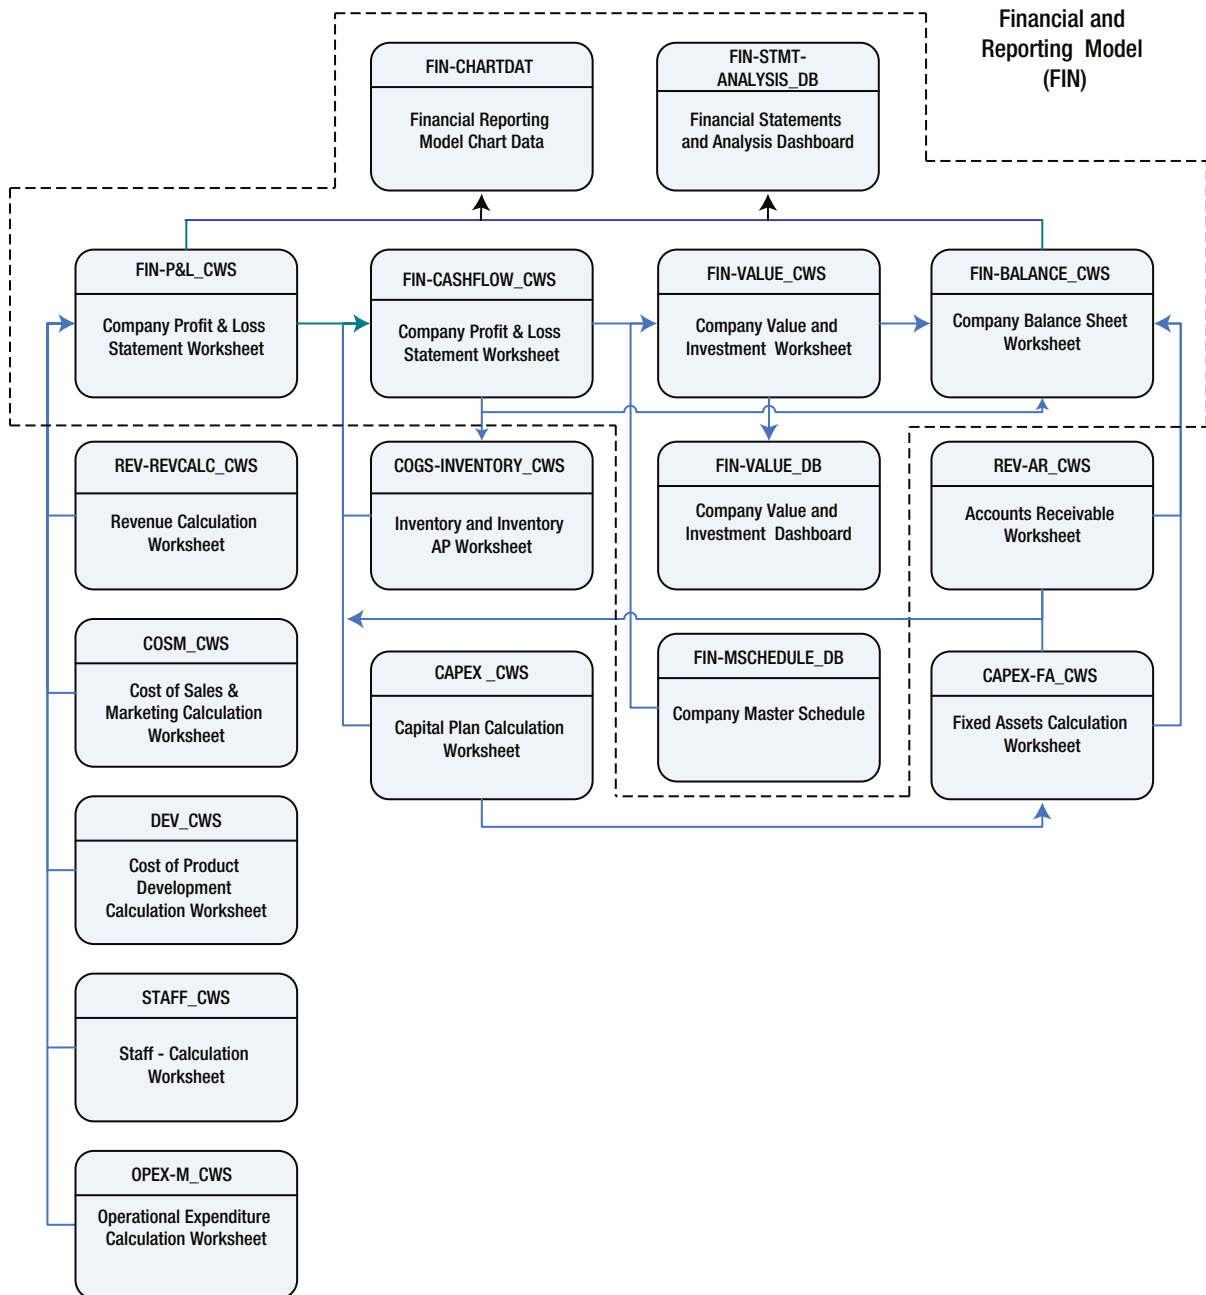 Financial and
Reporting Model
(FIN)
FIN-CHARTDAT
Financial Reporting
Model Chart Data
FIN-STMT-
ANALYSIS_DB
Financial Statements
and Analysis Dashboard
FIN-P&L_CWS
Company Profit & Loss
Statement Worksheet
FIN-CASHFLOW_CWS
Company Profit & Loss
Statement Worksheet
FIN-VALUE_CWS
Company Value and
Investment Worksheet
FIN-BALANCE_CWS
Company Balance Sheet
Worksheet
REV-REVCALC_CWS
Revenue Calculation
Worksheet
COGS-INVENTORY_CWS
Inventory and Inventory
AP Worksheet
FIN-VALUE_DB
Company Value and
Investment Dashboard
REV-AR_CWS
Accounts Receivable
Worksheet
COSM_CWS
Cost of Sales &
Marketing Calculation
Worksheet
CAPEX _CWS
Capital Plan Calculation
Worksheet
FIN-MSCHEDULE_DB
Company Master Schedule
CAPEX-FA_CWS
Fixed Assets Calculation
Worksheet
DEV_CWS
Cost of Product
Development
Calculation Worksheet
STAFF_CWS
Staff - Calculation
Worksheet
OPEX-M_CWS
Operational Expenditure
Calculation Worksheet